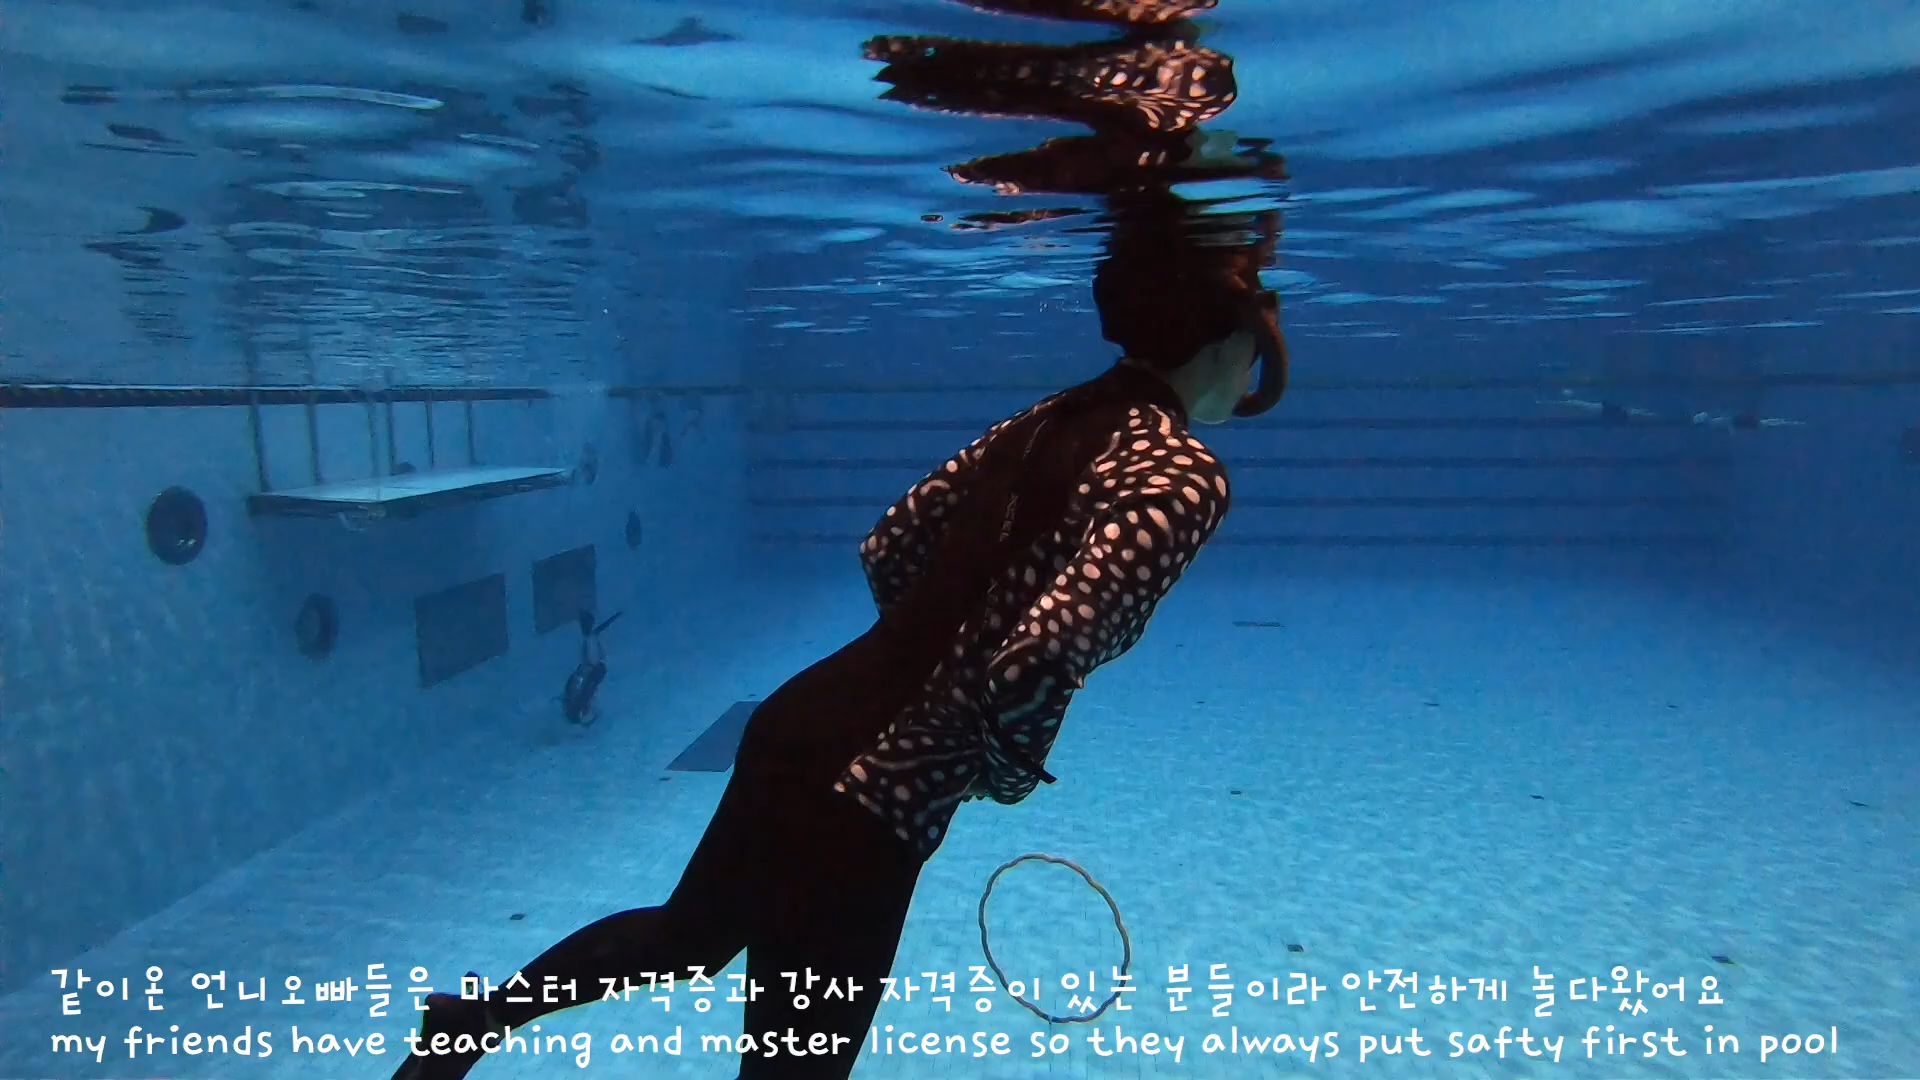 같이온 언니오빠들은 마스터 자격증과 강사 자격증이 있는 분들이라 안전하게 놀다왔어요
my friends have teaching and master license so they always put safty first in pool